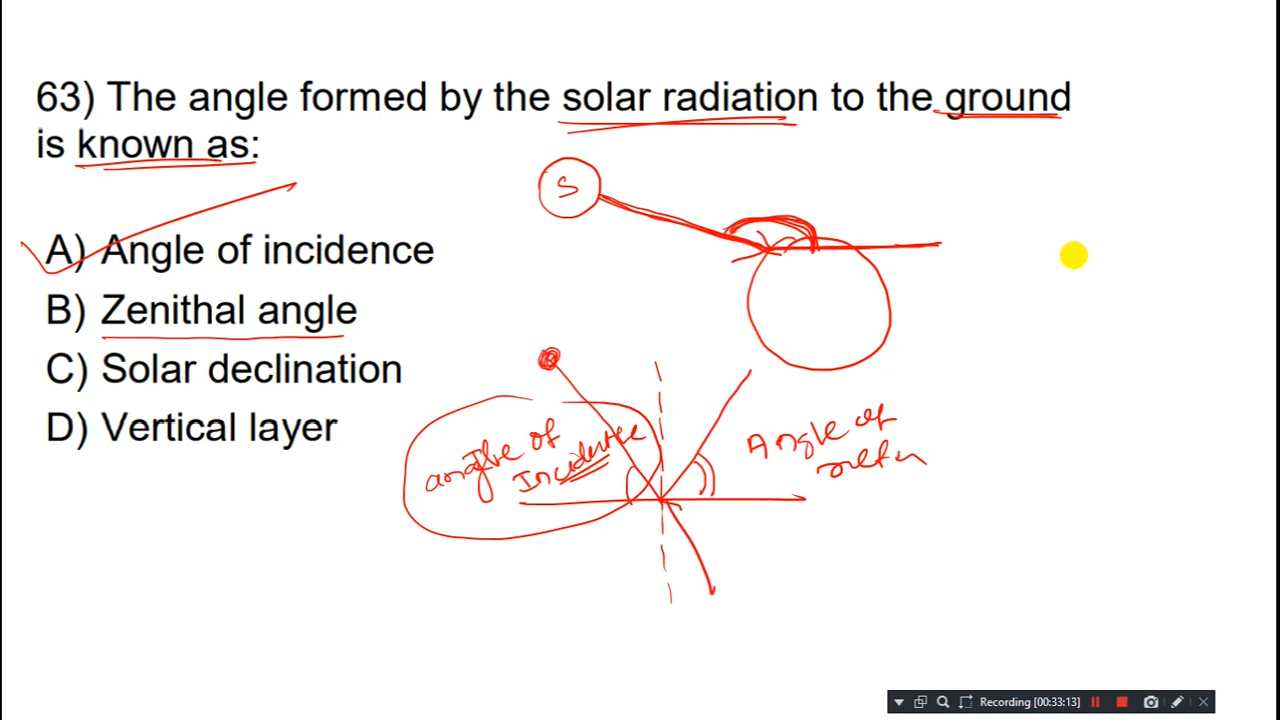 63) The angle formed by the solar radiation to the ground
is known as:
S
A) Angle of incidence
B) Zenithal angle
C) Solar declination
D) Vertical layer
angle of
Incidence
Angle of
Recording [00:33:13]